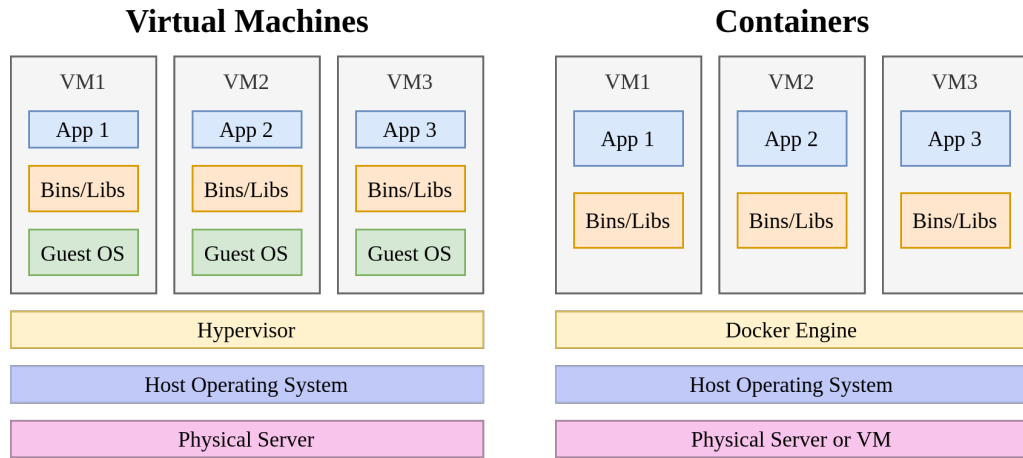 Virtual Machines
VM1
App 1
Bins/Libs
Guest OS
VM2
App 2
Bins/Libs
Guest OS
VM3
App 3
Bins/Libs
Guest OS
Hypervisor
Host Operating System
Physical Server
Containers
VM1
App 1
Bins/Libs
VM2
App 2
Bins/Libs
VM3
App 3
Bins/Libs
Docker Engine
Host Operating System
Physical Server or VM